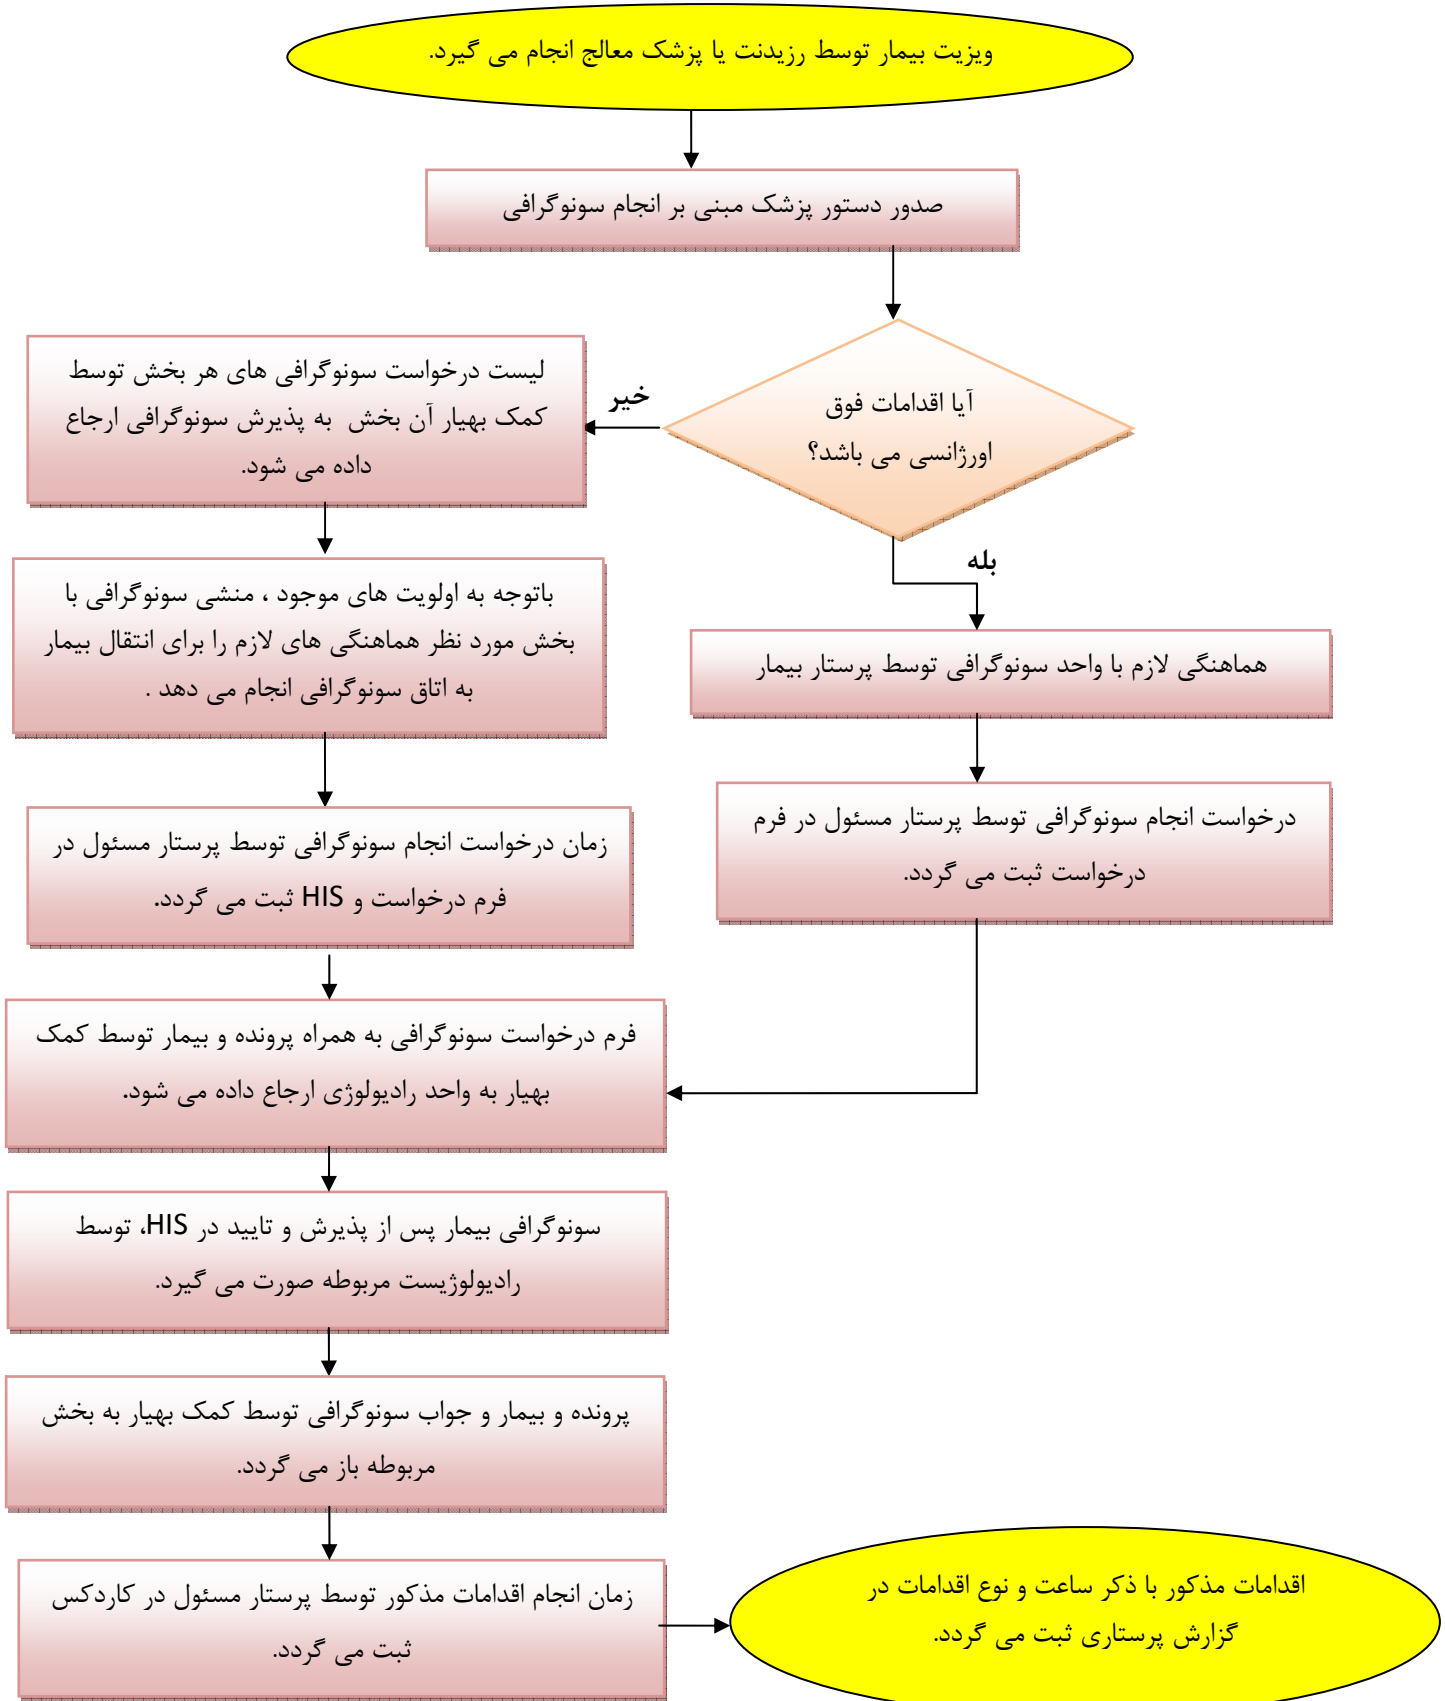 ویزیت بیمار توسط رزیدنت یا پزشک معالج انجام می گیرد.
صدور دستور پزشک مبنی بر انجام سونوگرافی
آیا اقدامات فوق
اورژانسی می باشد؟
خیر
لیست درخواست سونوگرافی های هر بخش توسط
کمک بهیار آن بخش به پذیرش سونوگرافی ارجاع
داده می شود.
باتوجه به اولویت های موجود ، منشی سونوگرافی با
بخش مورد نظر هماهنگی های لازم را برای انتقال بیمار
به اتاق سونوگرافی انجام می دهد .
زمان درخواست انجام سونوگرافی توسط پرستار مسئول در
فرم درخواست و HIS ثبت می گردد.
بله
هماهنگی لازم با واحد سونوگرافی توسط پرستار بیمار
درخواست انجام سونوگرافی توسط پرستار مسئول در فرم
درخواست ثبت می گردد.
فرم درخواست سونوگرافی به همراه پرونده و بیمار توسط کمک
بهیار به واحد رادیولوژی ارجاع داده می شود.
سونوگرافی بیمار پس از پذیرش و تایید در HIS، توسط
رادیولوژیست مربوطه صورت می گیرد.
پرونده و بیمار و جواب سونوگرافی توسط کمک بهیار به بخش
مربوطه باز می گردد.
زمان انجام اقدامات مذکور توسط پرستار مسئول در کاردکس
ثبت می گردد.
اقدامات مذکور با ذکر ساعت و نوع اقدامات در
گزارش پرستاری ثبت می گردد.